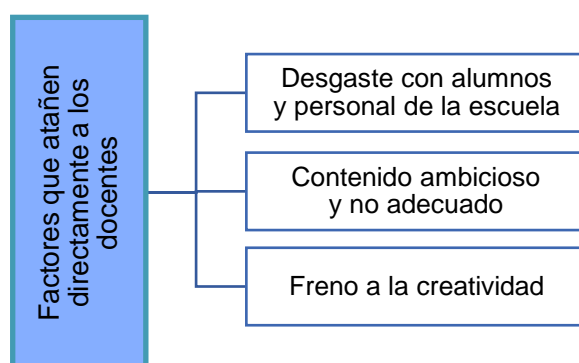 Factores que atañen
directamente a los
docentes
Desgaste con alumnos
y personal de la escuela
Contenido ambicioso
y no adecuado
Freno a la creatividad